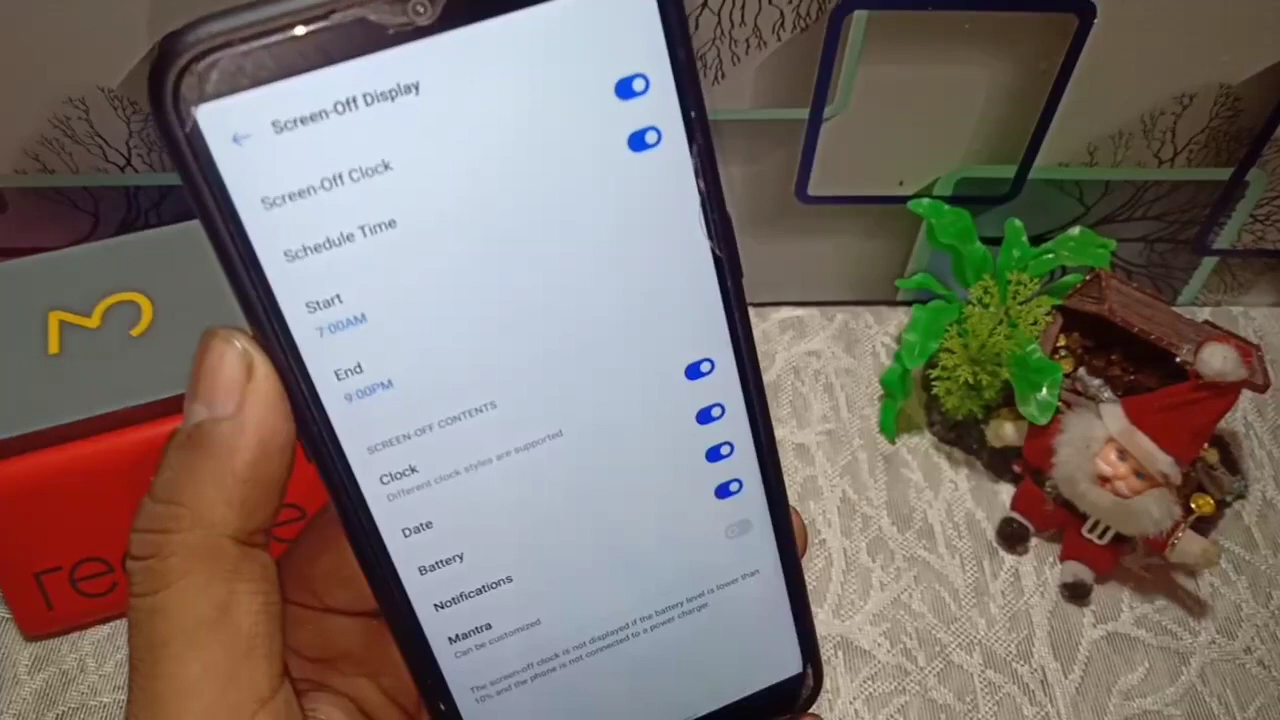 Screen-Off Display
Screen-Off Clock
Schedule Time
Start
7:00AM
End
9:00PM
SCREEN-OFF CONTENTS
Clock
Different clock styles are supported
Date
Battery
Notifications
Mantra
Can be customized
The screen-off clock is not displayed if the battery level is lower than
10% and the phone is not connected to a power charger.
3